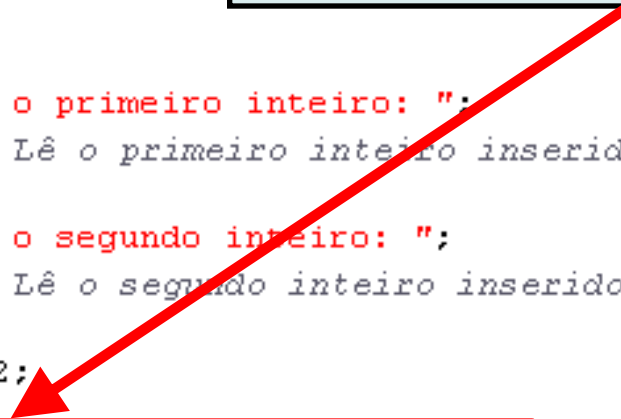 o primeiro inteiro: ";
Lê o primeiro inteiro inserid
o segundo inteiro: ";
Lê o segundo inteiro inserido
2;